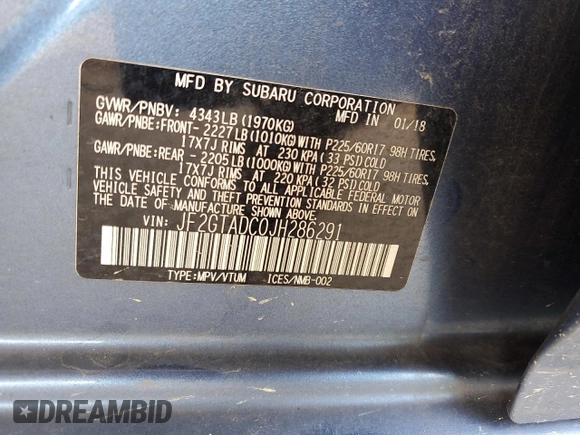 MFD BY SUBARU CORPORATION
MFD IN 01/18
GVWR/PNBV: 4343LB(1970KG)
GAWR/PNBE:FRONT- 2227LB(1010KG)WITH P225/60R17 98H TIRES,
17X7J RIMS AT 230 KPA(33 PSI)COLD
GAWR/PNBE:REAR - 2205LB(1000KG)WITH P225/60R17 98H TIRES,
17X7J RIMS AT 220 KPA(32 PSI)COLD
THIS VEHICLE CONFORMS TO ALL APPLICABLE FEDERAL MOTOR
VEHICLE SAFETY AND THEFT PREVENTION STANDARDS IN EFFECT ON
THE DATE OF MANUFACTURE SHOWN ABOVE.
VIN: JF2GTADC0JH286291
TYPE:MPV/VTUM ICES/NMB-002
DREAMBID